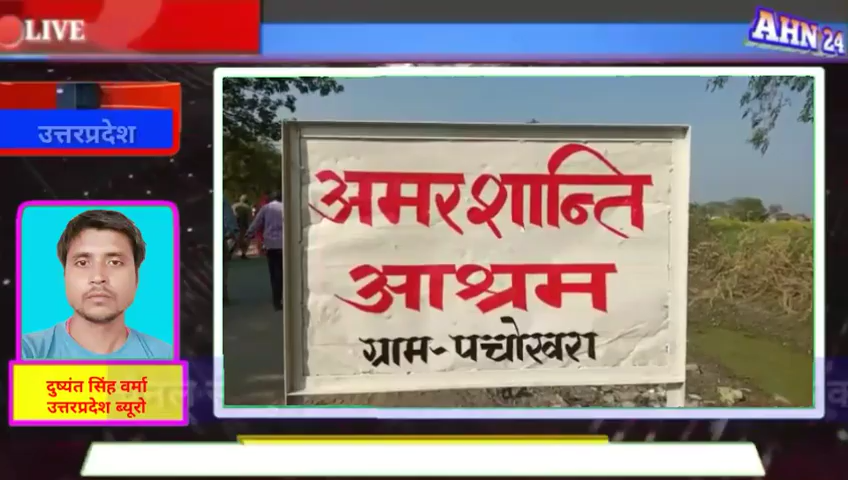 LIVE
AHN 24
उत्तरप्रदेश
अमरशान्ति
आश्रम
ग्राम-पचोखरा
दुष्यंत सिंह वर्मा
उत्तरप्रदेश ब्यूरो